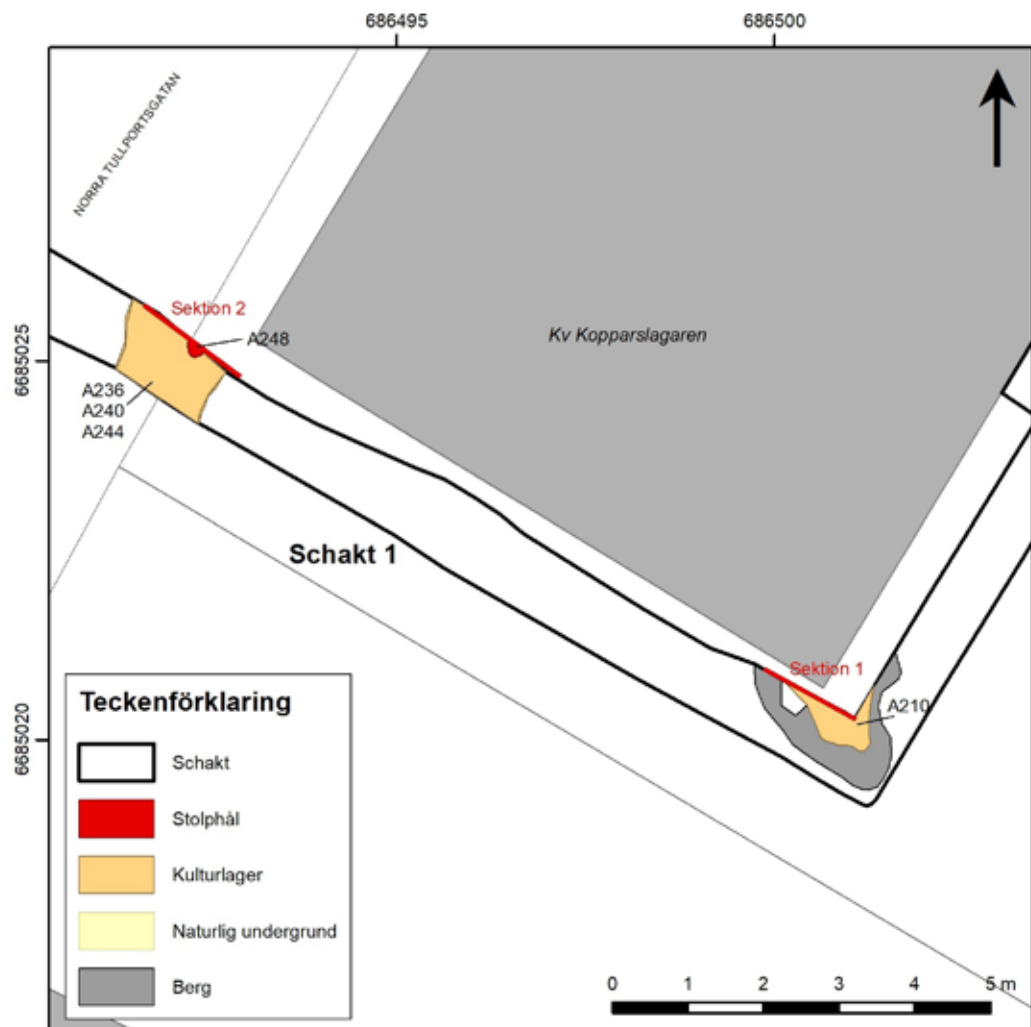 686495
686500
NORRA TULLPORTSGATAN
Sektion 2
A248
Kv Kopparslagaren
6685025
A236
A240
A244
Schakt 1
Sektion 1
A210
6685020
Teckenförklaring
Schakt
Stolphål
Kulturlager
Naturlig undergrund
Berg
0 1 2 3 4 5 m